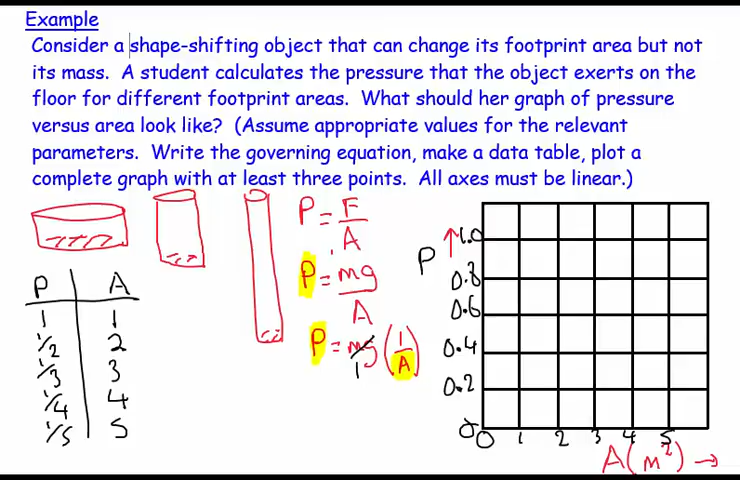 Example
Consider a shape-shifting object that can change its footprint area but not
its mass. A student calculates the pressure that the object exerts on the
floor for different footprint areas. What should her graph of pressure
versus area look like? (Assume appropriate values for the relevant
parameters. Write the governing equation, make a data table, plot a
complete graph with at least three points. All axes must be linear.)
P = F/A
P = mg/A
P = mg (1/A)
1
P A
1 1
1/2 2
1/3 3
1/4 4
1/5 5
P ↑
1.0
0.8
0.6
0.4
0.2
0
0 1 2 3 4 5
A(m²) →